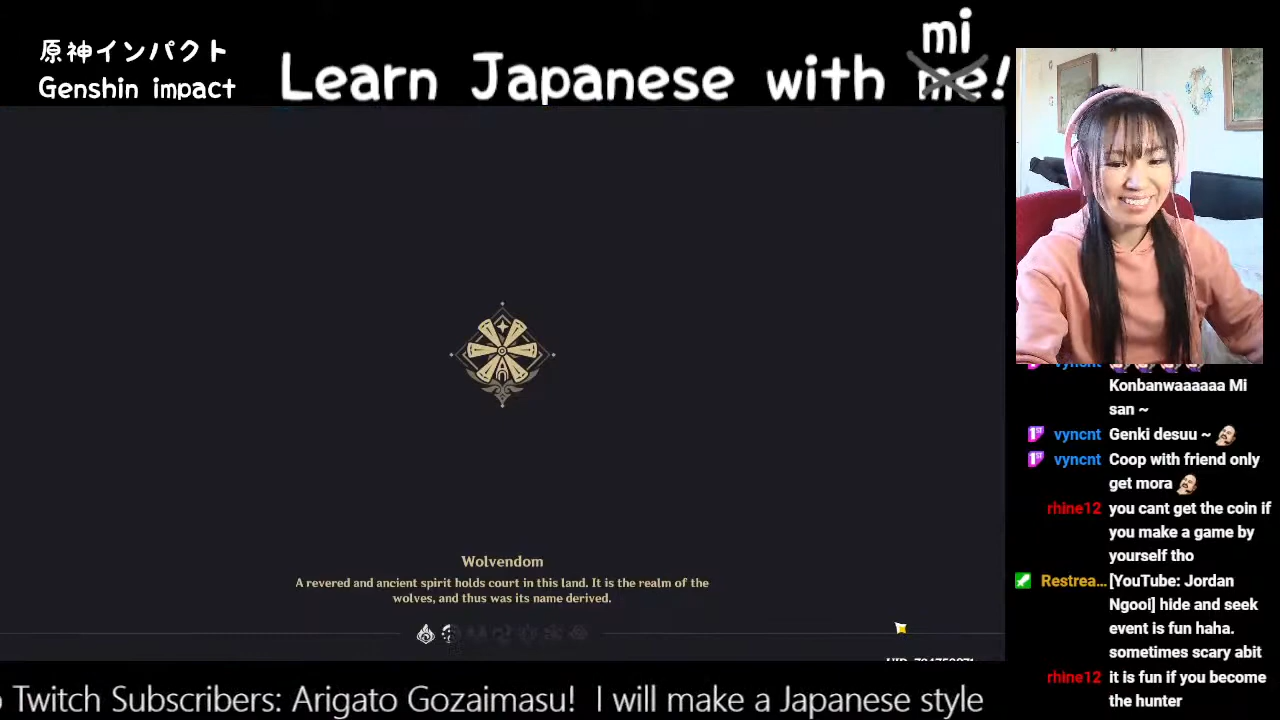 原神インパクト
Genshin impact
Learn Japanese with me!
mi
Wolvendom
A revered and ancient spirit holds court in this land. It is the realm of the
wolves, and thus was its name derived.
vyncnt
Konbanwaaaaaa Mi
san ~
vyncnt Genki desuu ~
vyncnt Coop with friend only
get mora
rhine12 you cant get the coin if
you make a game by
yourself tho
Restrea... [YouTube: Jordan
Ngooi] hide and seek
event is fun haha.
sometimes scary abit
rhine12 it is fun if you become
the hunter
Twitch Subscribers: Arigato Gozaimasu! I will make a Japanese style